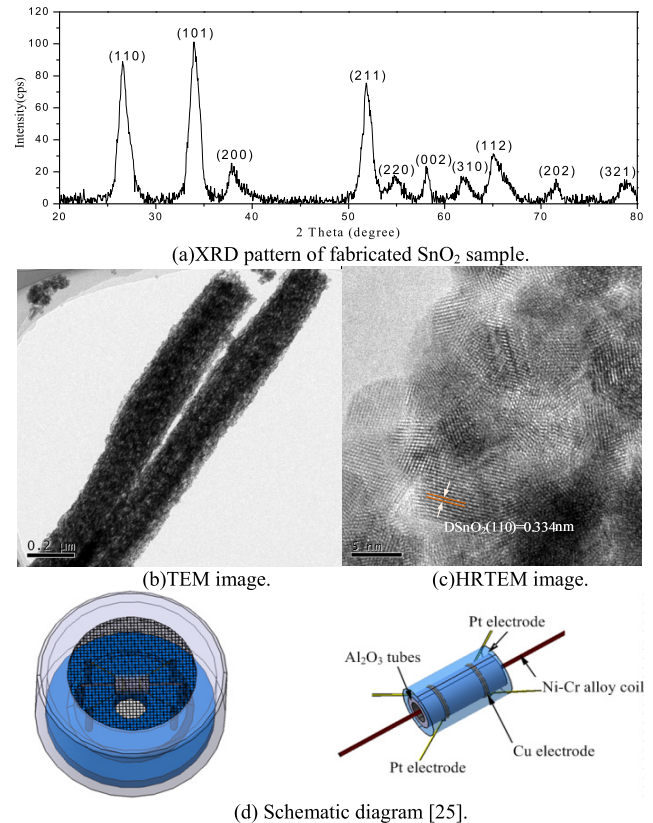 120
100
80
60
40
20
0
Intensity(cps)
(110)
(101)
(200)
(211)
(220)
(002)
(310)
(112)
(202)
(321)
20 30 40 50 60 70 80
2 Theta (degree)
(a)XRD pattern of fabricated SnO₂ sample.
0.2 μm
DSnO₂(110)=0.334nm
5 nm
(b)TEM image.
(c)HRTEM image.
Pt electrode
Al₂O₃ tubes
Ni-Cr alloy coil
Cu electrode
Pt electrode
(d) Schematic diagram [25].